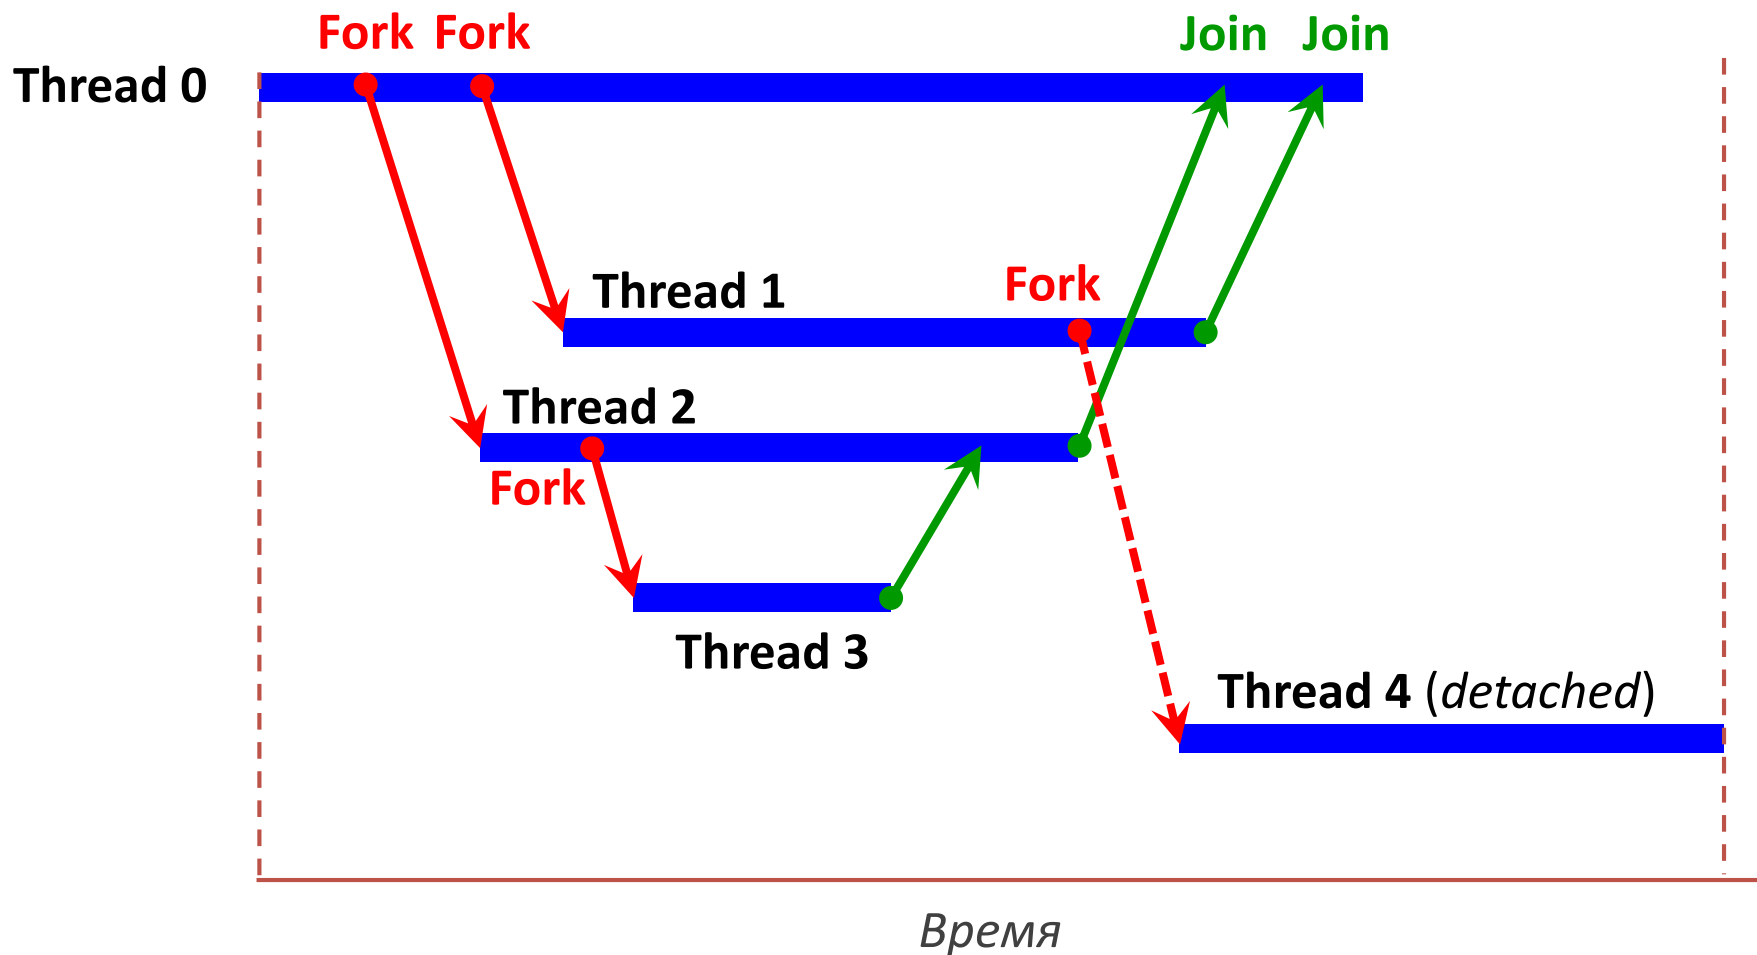 Fork Fork Join Join
Thread 0
Thread 1 Fork
Thread 2
Fork
Thread 3
Thread 4 (detached)
Время